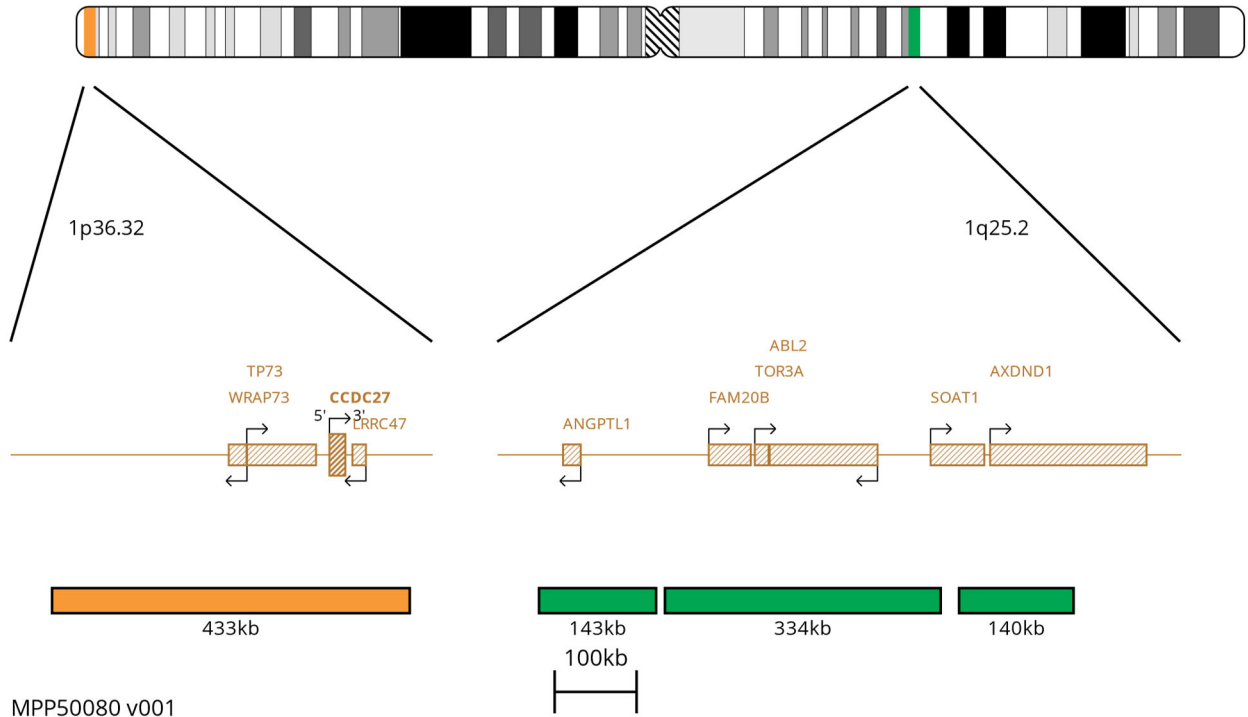 1p36.32
1q25.2
ABL2
TP73
TOR3A
AXDND1
WRAP73
CCDC27
FAM20B
SOAT1
5'
3'
LRRC47
ANGPTL1
433kb
143kb
334kb
140kb
100kb
MPP50080 v001